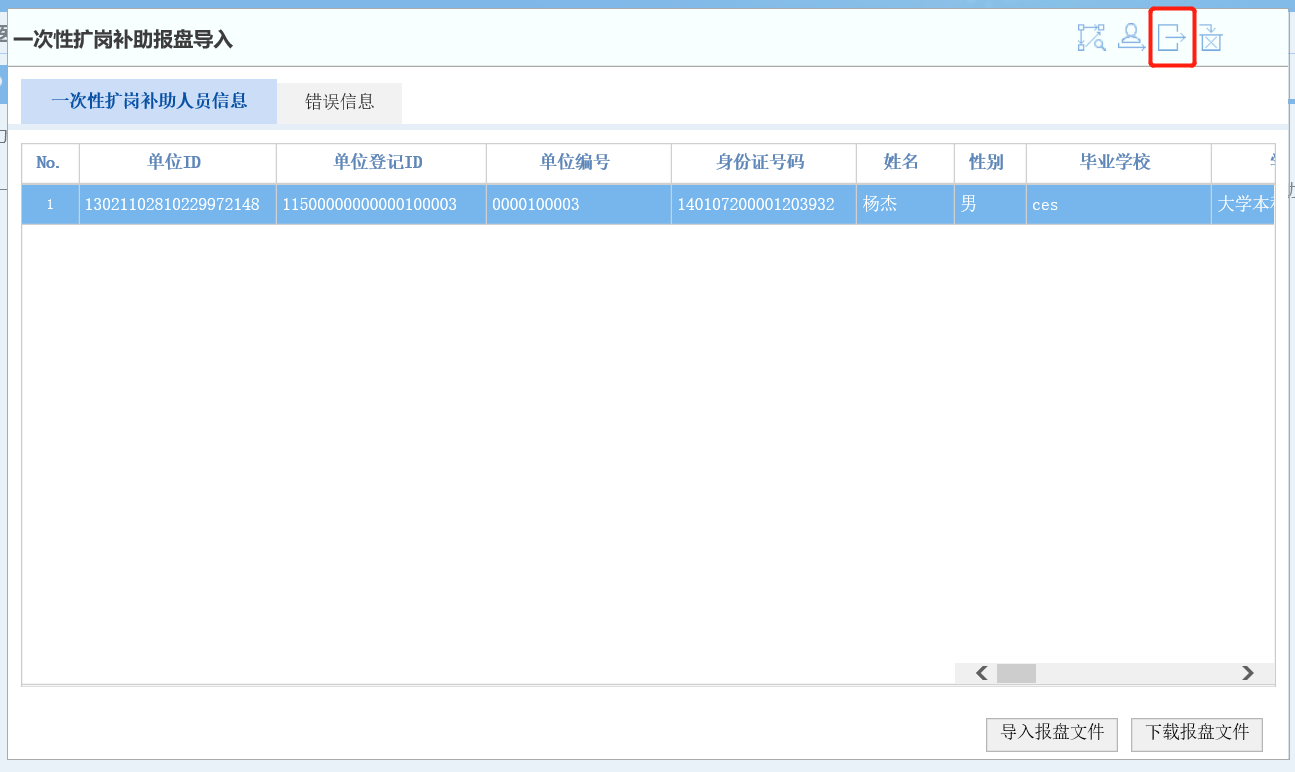 一次性扩岗补助报盘导入
一次性扩岗补助人员信息 错误信息
No. 单位ID 单位登记ID 单位编号 身份证号码 姓名 性别 毕业学校
1 13021102810229972148 11500000000000100003 0000100003 140107200001203932 杨杰 男 ces 大学本
导入报盘文件 下载报盘文件